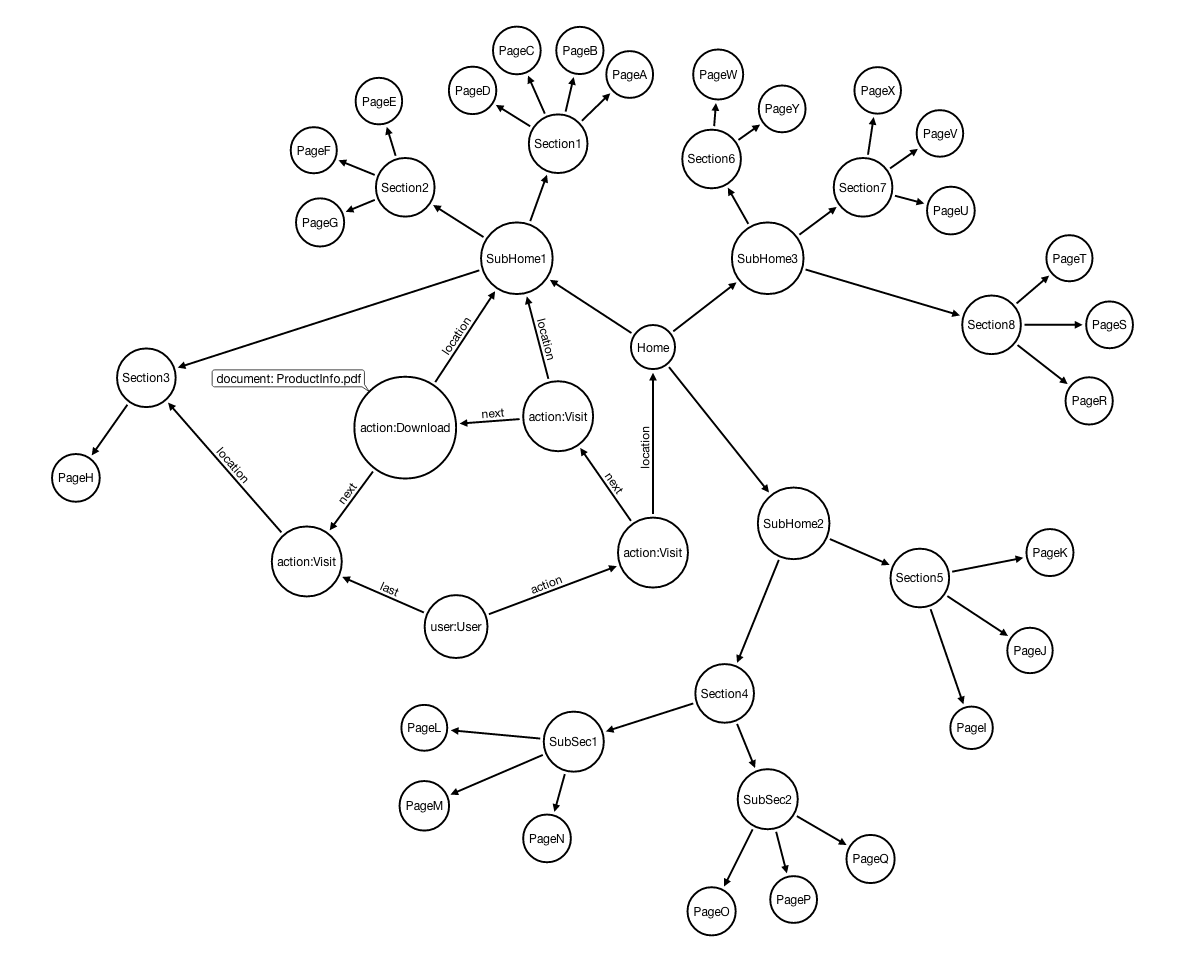 PageC
PageB
PageA
PageD
PageE
PageF
PageG
Section1
Section2
PageW
PageY
PageX
PageV
PageU
Section6
Section7
SubHome1
SubHome3
PageT
PageS
PageR
Section8
Home
location
location
location
Section3
document: ProductInfo.pdf
action:Download
next
action:Visit
PageH
location
next
next
action:Visit
action:Visit
last
action
user:User
SubHome2
Section5
PageK
PageJ
PageI
Section4
SubSec1
PageL
PageM
PageN
SubSec2
PageQ
PageP
PageO